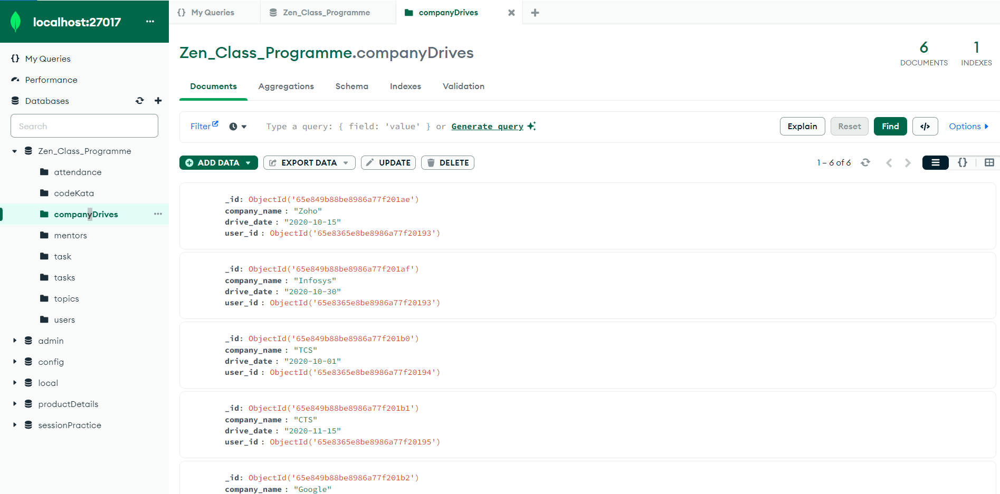 localhost:27017
My Queries
Performance
Databases
Search
Zen_Class_Programme
attendance
codeKata
companyDrives
mentors
task
tasks
topics
users
admin
config
local
productDetails
sessionPractice
{} My Queries
Zen_Class_Programme
companyDrives
Zen_Class_Programme.companyDrives
6 DOCUMENTS
1 INDEXES
Documents Aggregations Schema Indexes Validation
Filter Type a query: { field: 'value' } or Generate query Explain Reset Find </> Options
ADD DATA EXPORT DATA UPDATE DELETE 1 – 6 of 6 {}
_id: ObjectId('65e849b88be8986a77f201ae')
company_name : "Zoho"
drive_date : "2020-10-15"
user_id : ObjectId('65e8365e8be8986a77f20193')
_id: ObjectId('65e849b88be8986a77f201af')
company_name : "Infosys"
drive_date : "2020-10-30"
user_id : ObjectId('65e8365e8be8986a77f20193')
_id: ObjectId('65e849b88be8986a77f201b0')
company_name : "TCS"
drive_date : "2020-10-01"
user_id : ObjectId('65e8365e8be8986a77f20194')
_id: ObjectId('65e849b88be8986a77f201b1')
company_name : "CTS"
drive_date : "2020-11-15"
user_id : ObjectId('65e8365e8be8986a77f20195')
_id: ObjectId('65e849b88be8986a77f201b2')
company_name : "Google"